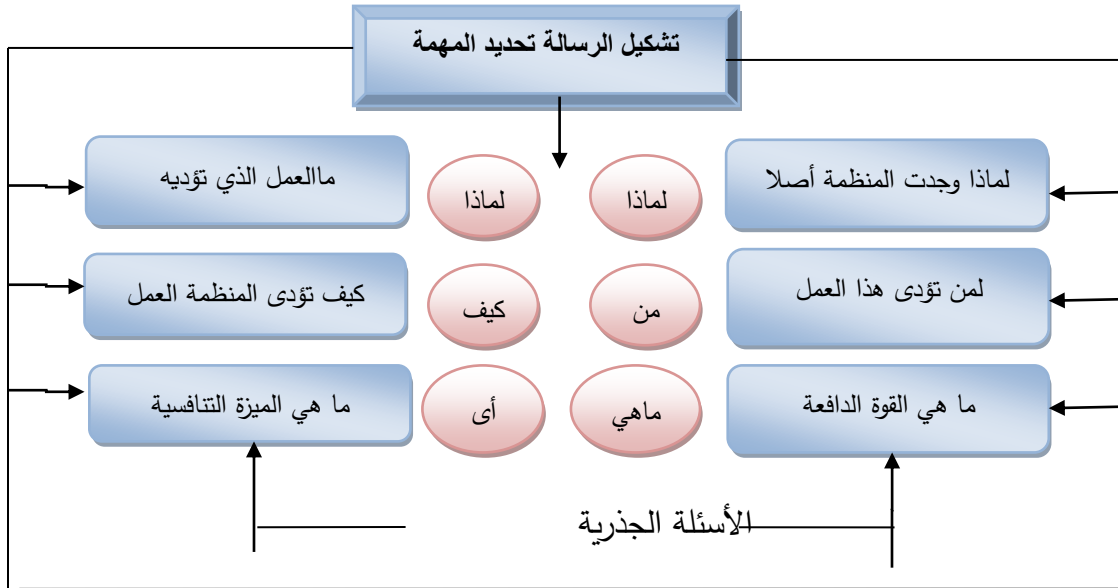 تشكيل الرسالة تحديد المهمة
لماذا وجدت المنظمة أصلا
لماذا
لماذا
ماالعمل الذي تؤديه
لمن تؤدى هذا العمل
من
كيف
كيف تؤدى المنظمة العمل
ما هي القوة الدافعة
ماهي
أى
ما هي الميزة التنافسية
الأسئلة الجذرية